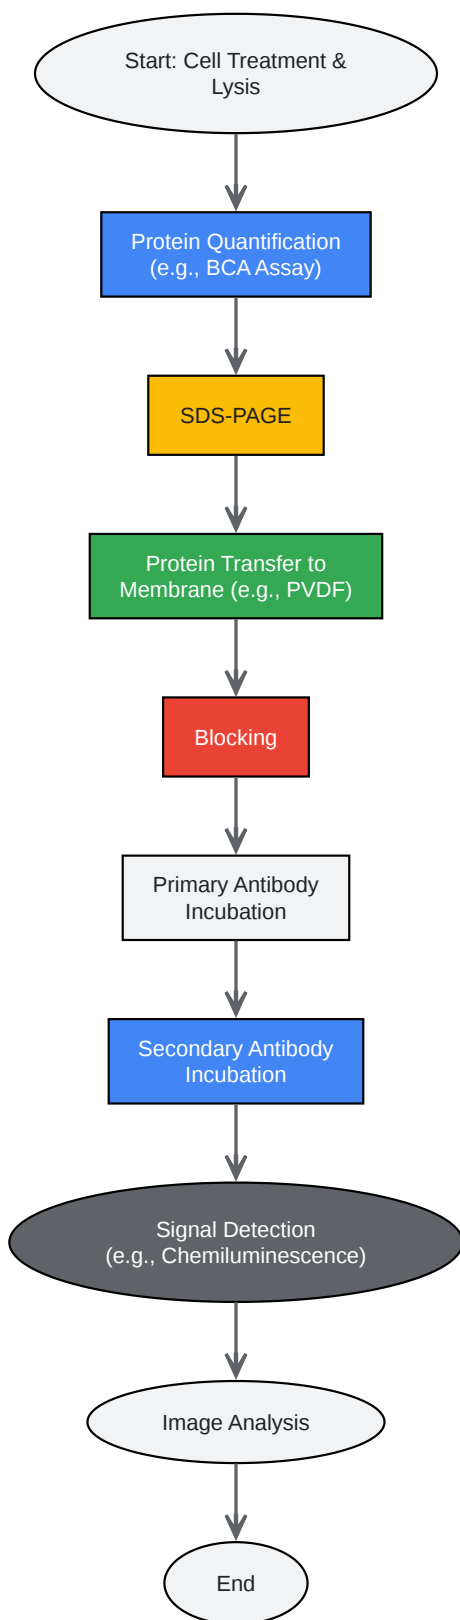 Start: Cell Treatment &
Lysis
Protein Quantification
(e.g., BCA Assay)
SDS-PAGE
Protein Transfer to
Membrane (e.g., PVDF)
Blocking
Primary Antibody
Incubation
Secondary Antibody
Incubation
Signal Detection
(e.g., Chemiluminescence)
Image Analysis
End